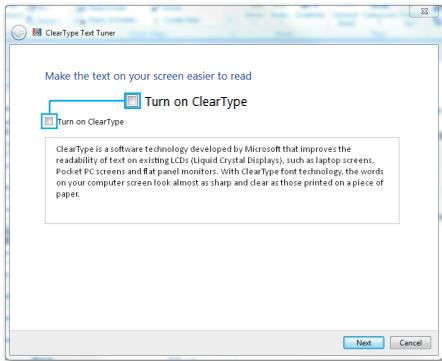 ClearType Text Tuner
Make the text on your screen easier to read
Turn on ClearType
Turn on ClearType
ClearType is a software technology developed by Microsoft that improves the
readability of text on existing LCDs (Liquid Crystal Displays), such as laptop screens,
Pocket PC screens and flat panel monitors. With ClearType font technology, the words
on your computer screen look almost as sharp and clear as those printed on a piece of
paper.
Next Cancel